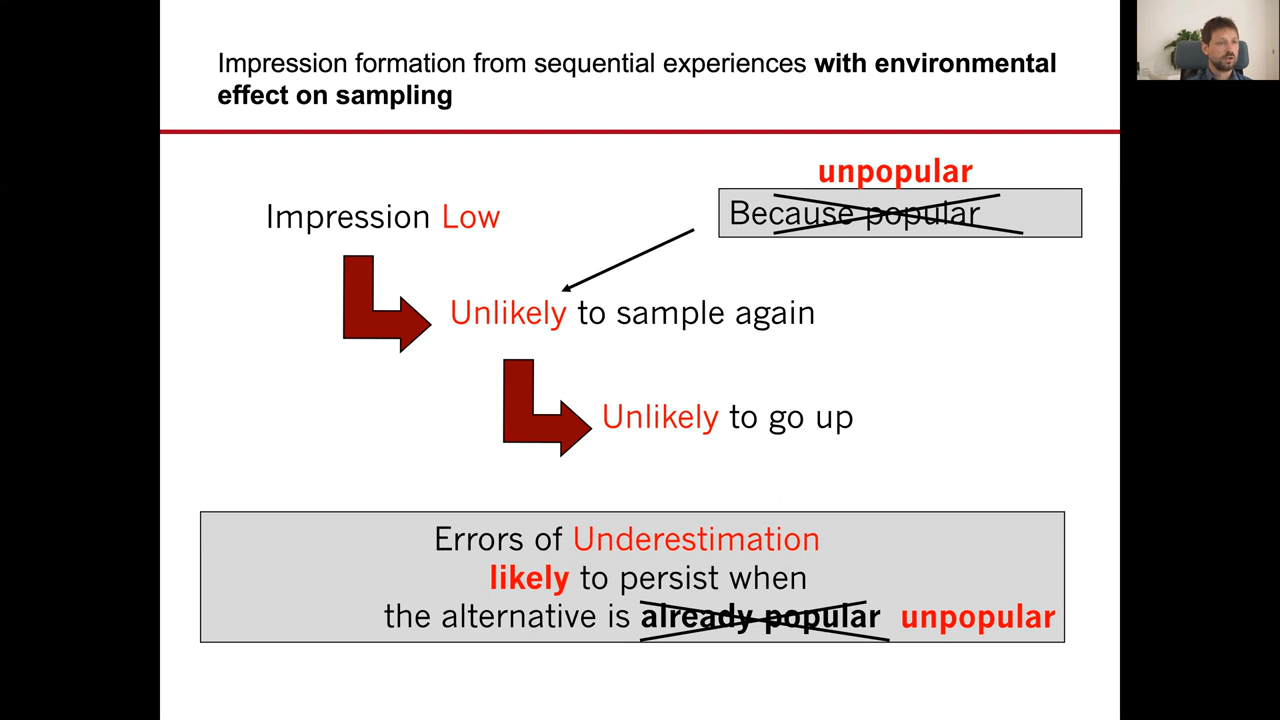 Impression formation from sequential experiences with environmental
effect on sampling
unpopular
Because popular
Impression Low
Unlikely to sample again
Unlikely to go up
Errors of Underestimation
likely to persist when
the alternative is already popular unpopular